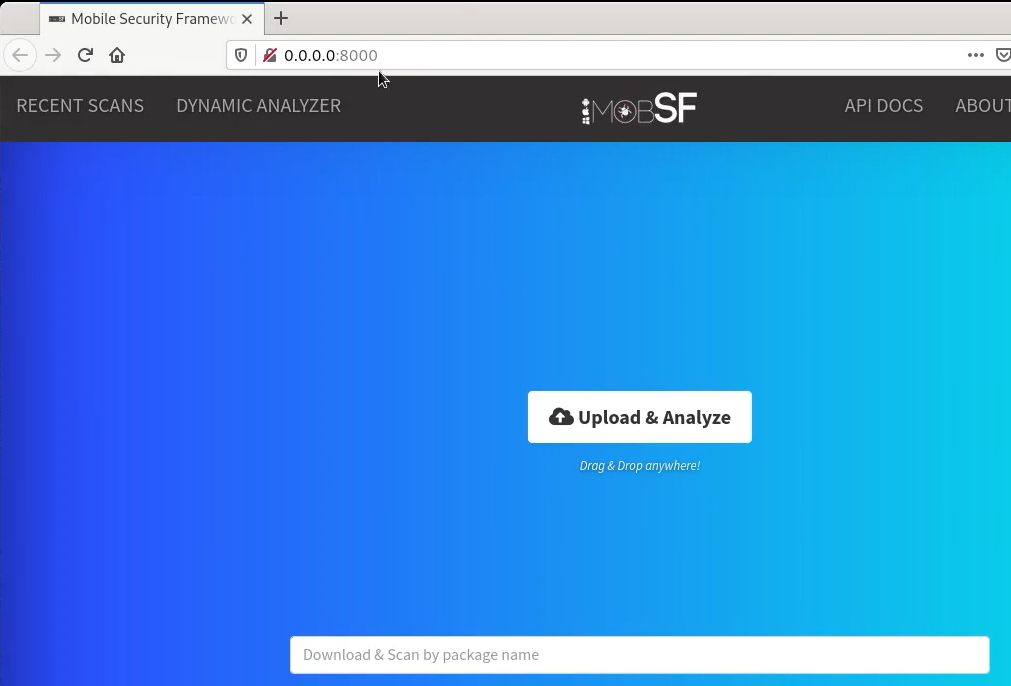 Mobile Security Framewo
0.0.0.0:8000
RECENT SCANS DYNAMIC ANALYZER MOBSF API DOCS ABOUT
Upload & Analyze
Drag & Drop anywhere!
Download & Scan by package name